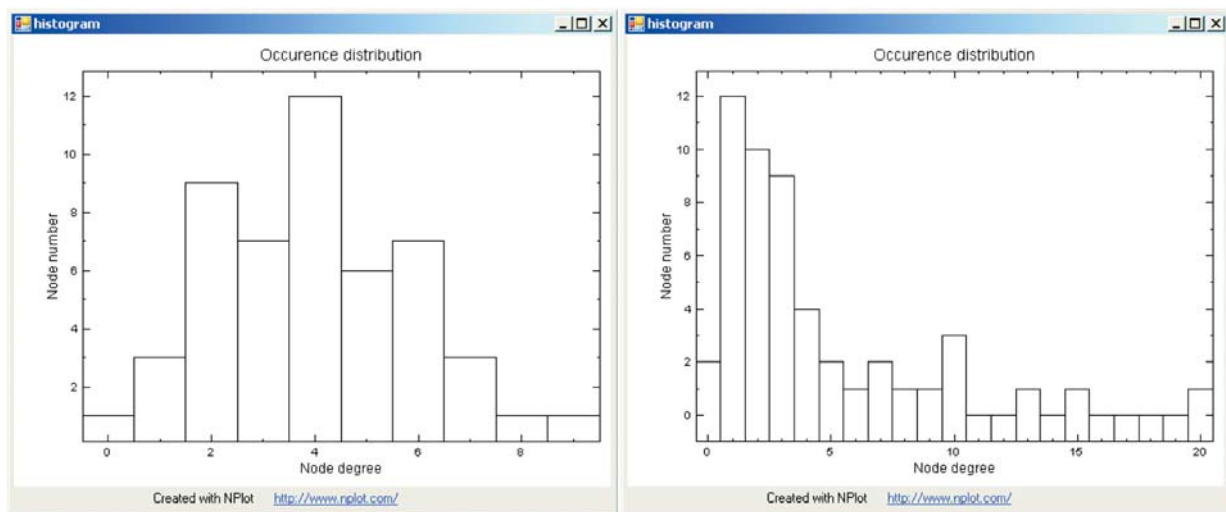 histogram
Occurence distribution
12
10
8
6
4
2
Node number
0 2 4 6 8
Node degree
Created with NPlot http://www.nplot.com/
histogram
Occurence distribution
12
10
8
6
4
2
0
Node number
0 5 10 15 20
Node degree
Created with NPlot http://www.nplot.com/